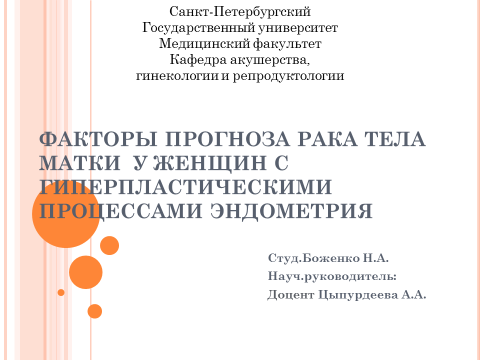 Санкт-Петербургский
Государственный университет
Медицинский факультет
Кафедра акушерства,
гинекологии и репродуктологии
ФАКТОРЫ ПРОГНОЗА РАКА ТЕЛА
МАТКИ У ЖЕНЩИН С
ГИПЕРПЛАСТИЧЕСКИМИ
ПРОЦЕССАМИ ЭНДОМЕТРИЯ
Студ.Боженко Н.А.
Науч.руководитель:
Доцент Цыпурдеева А.А.